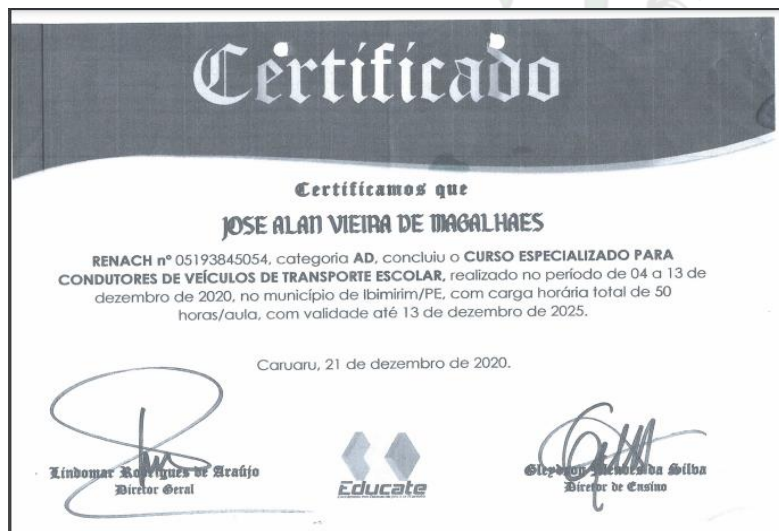 Certificado
Certificamos que
JOSE ALAN VIEIRA DE MAGALHAES
RENACH nº 05193845054, categoria AD, concluiu o CURSO ESPECIALIZADO PARA
CONDUTORES DE VEÍCULOS DE TRANSPORTE ESCOLAR, realizado no período de 04 a 13 de
dezembro de 2020, no município de Ibimirim/PE, com carga horária total de 50
horas/aula, com validade até 13 de dezembro de 2025.
Caruaru, 21 de dezembro de 2020.
Lindomar Rodrigues de Araújo
Diretor Geral
Educate
Gleydson Mendes da Silva
Diretor de Ensino